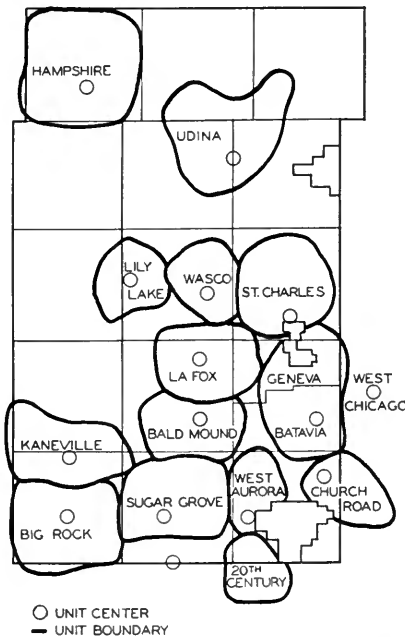 HAMPSHIRE
UDINA
LILY
LAKE
WASCO
ST. CHARLES
LA FOX
GENEVA
WEST
CHICAGO
BALD MOUND
BATAVIA
KANEVILLE
WEST
AURORA
SUGAR GROVE
CHURCH
ROAD
BIG ROCK
20TH
CENTURY
UNIT CENTER
UNIT BOUNDARY